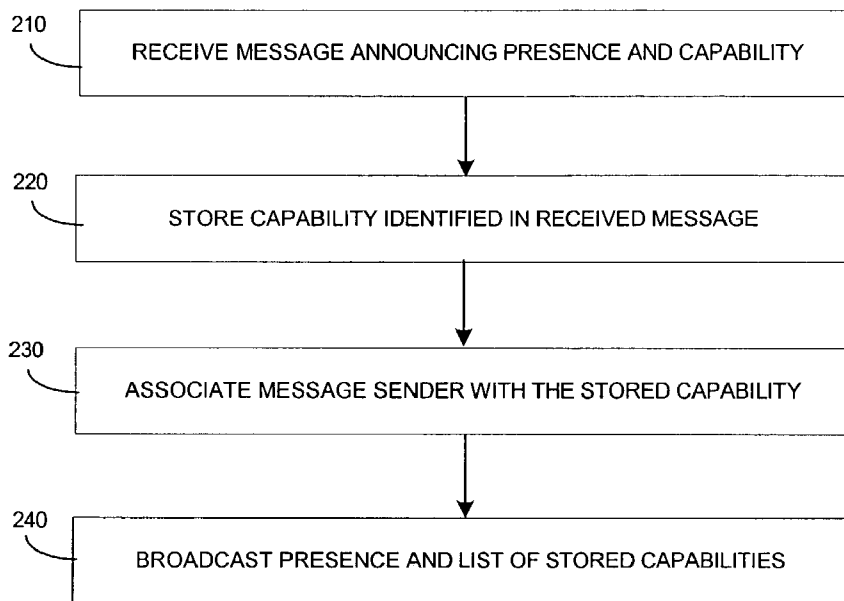 210
RECEIVE MESSAGE ANNOUNCING PRESENCE AND CAPABILITY
220
STORE CAPABILITY IDENTIFIED IN RECEIVED MESSAGE
230
ASSOCIATE MESSAGE SENDER WITH THE STORED CAPABILITY
240
BROADCAST PRESENCE AND LIST OF STORED CAPABILITIES